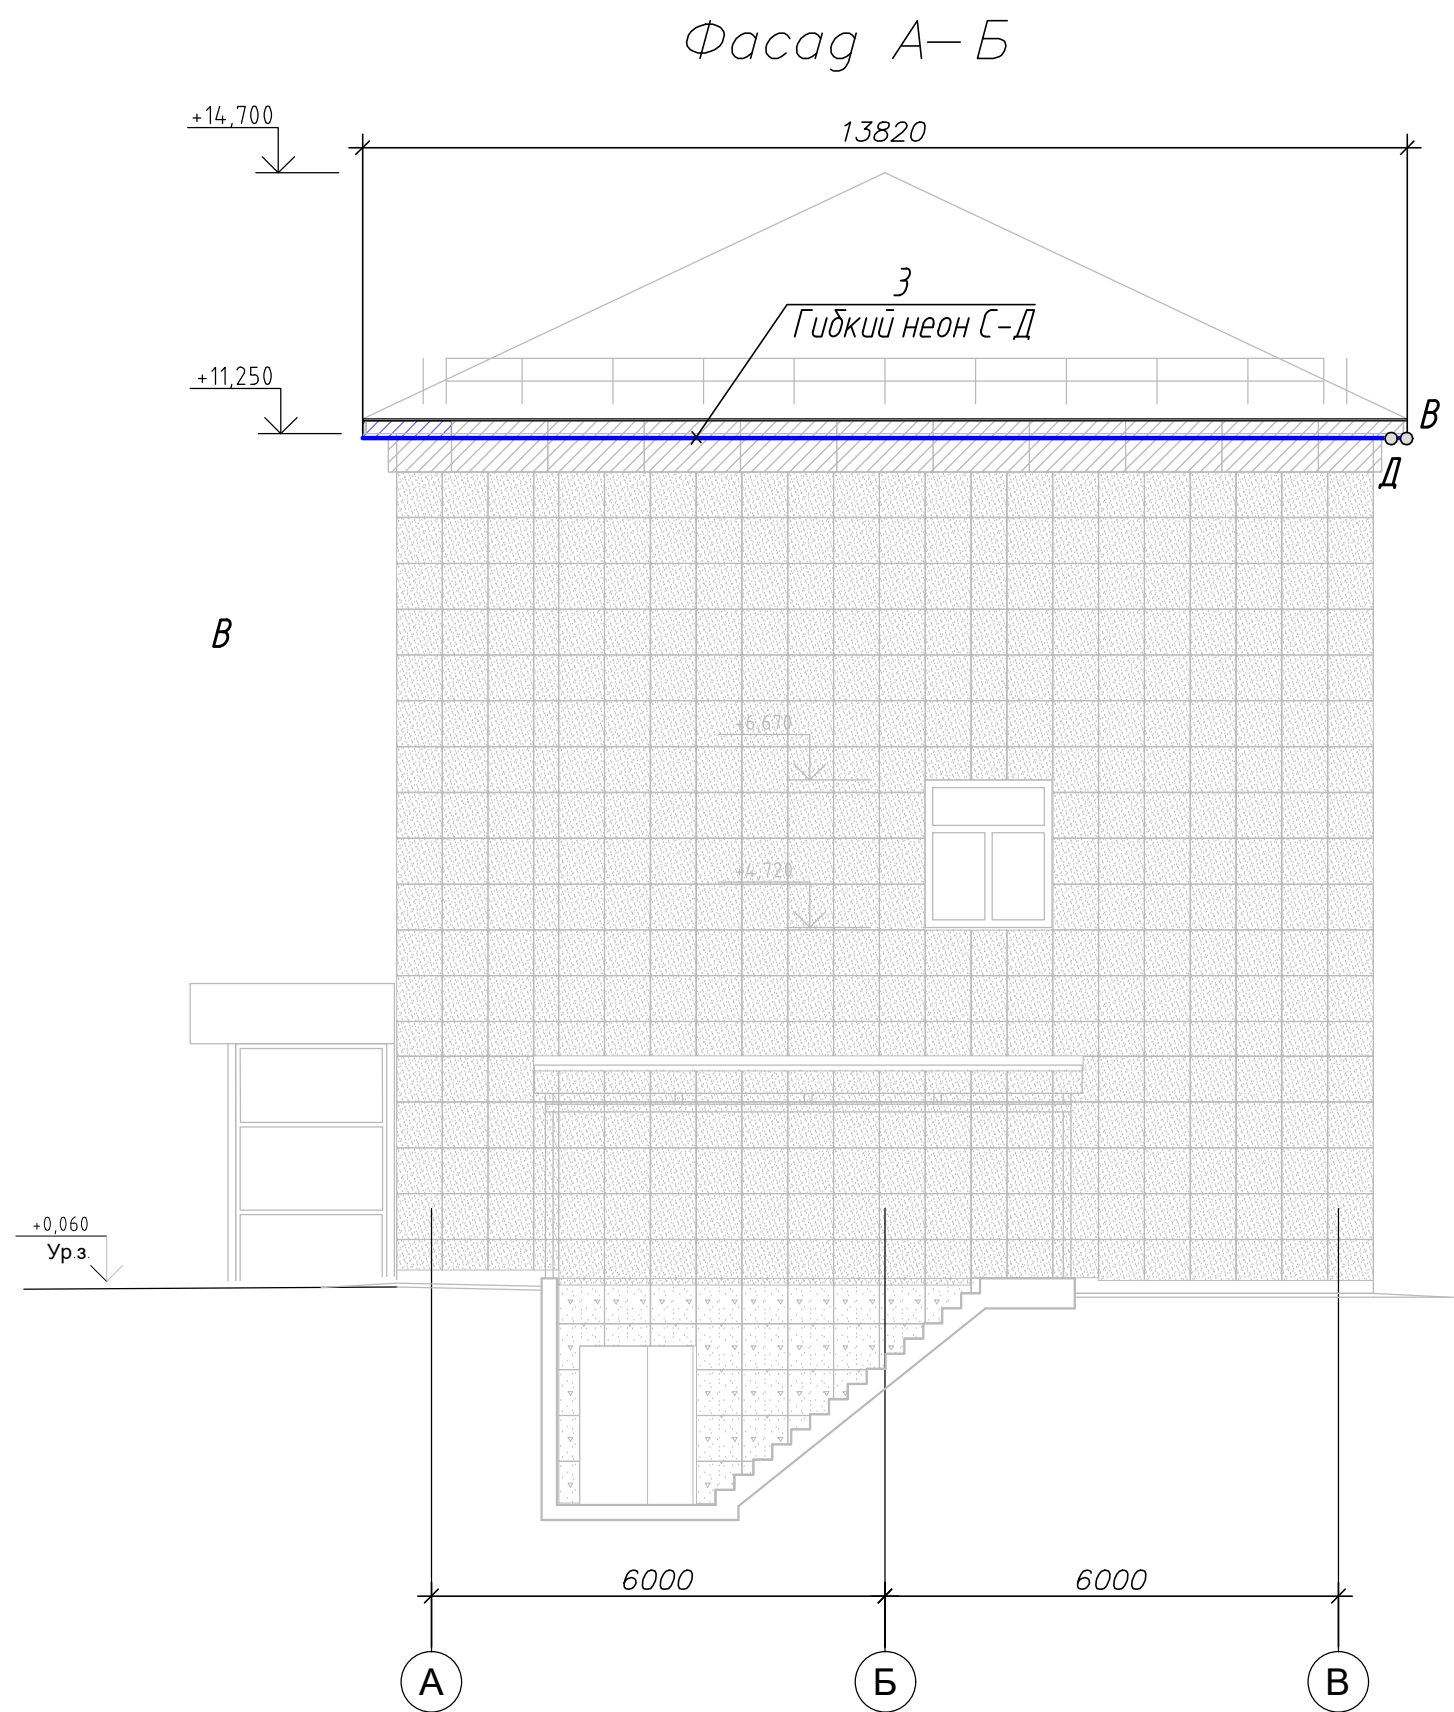 Фасад А-Б
+14,700
13820
3
Гибкий неон С-Д
+11,250
В
Д
В
+6,670
+4,720
+0,060
Ур.з.
6000
6000
А
Б
В